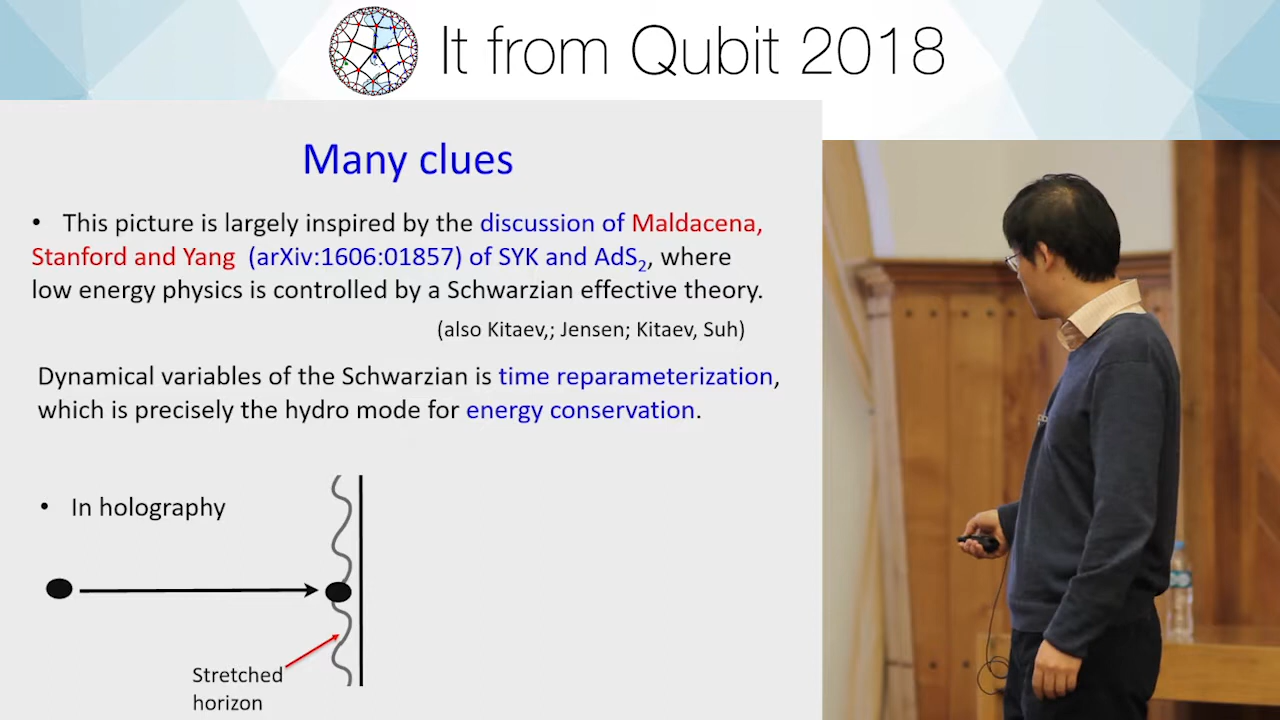 It from Qubit 2018
Many clues
• This picture is largely inspired by the discussion of Maldacena,
Stanford and Yang (arXiv:1606:01857) of SYK and AdS₂, where
low energy physics is controlled by a Schwarzian effective theory.
(also Kitaev,; Jensen; Kitaev, Suh)
Dynamical variables of the Schwarzian is time reparameterization,
which is precisely the hydro mode for energy conservation.
• In holography
Stretched
horizon